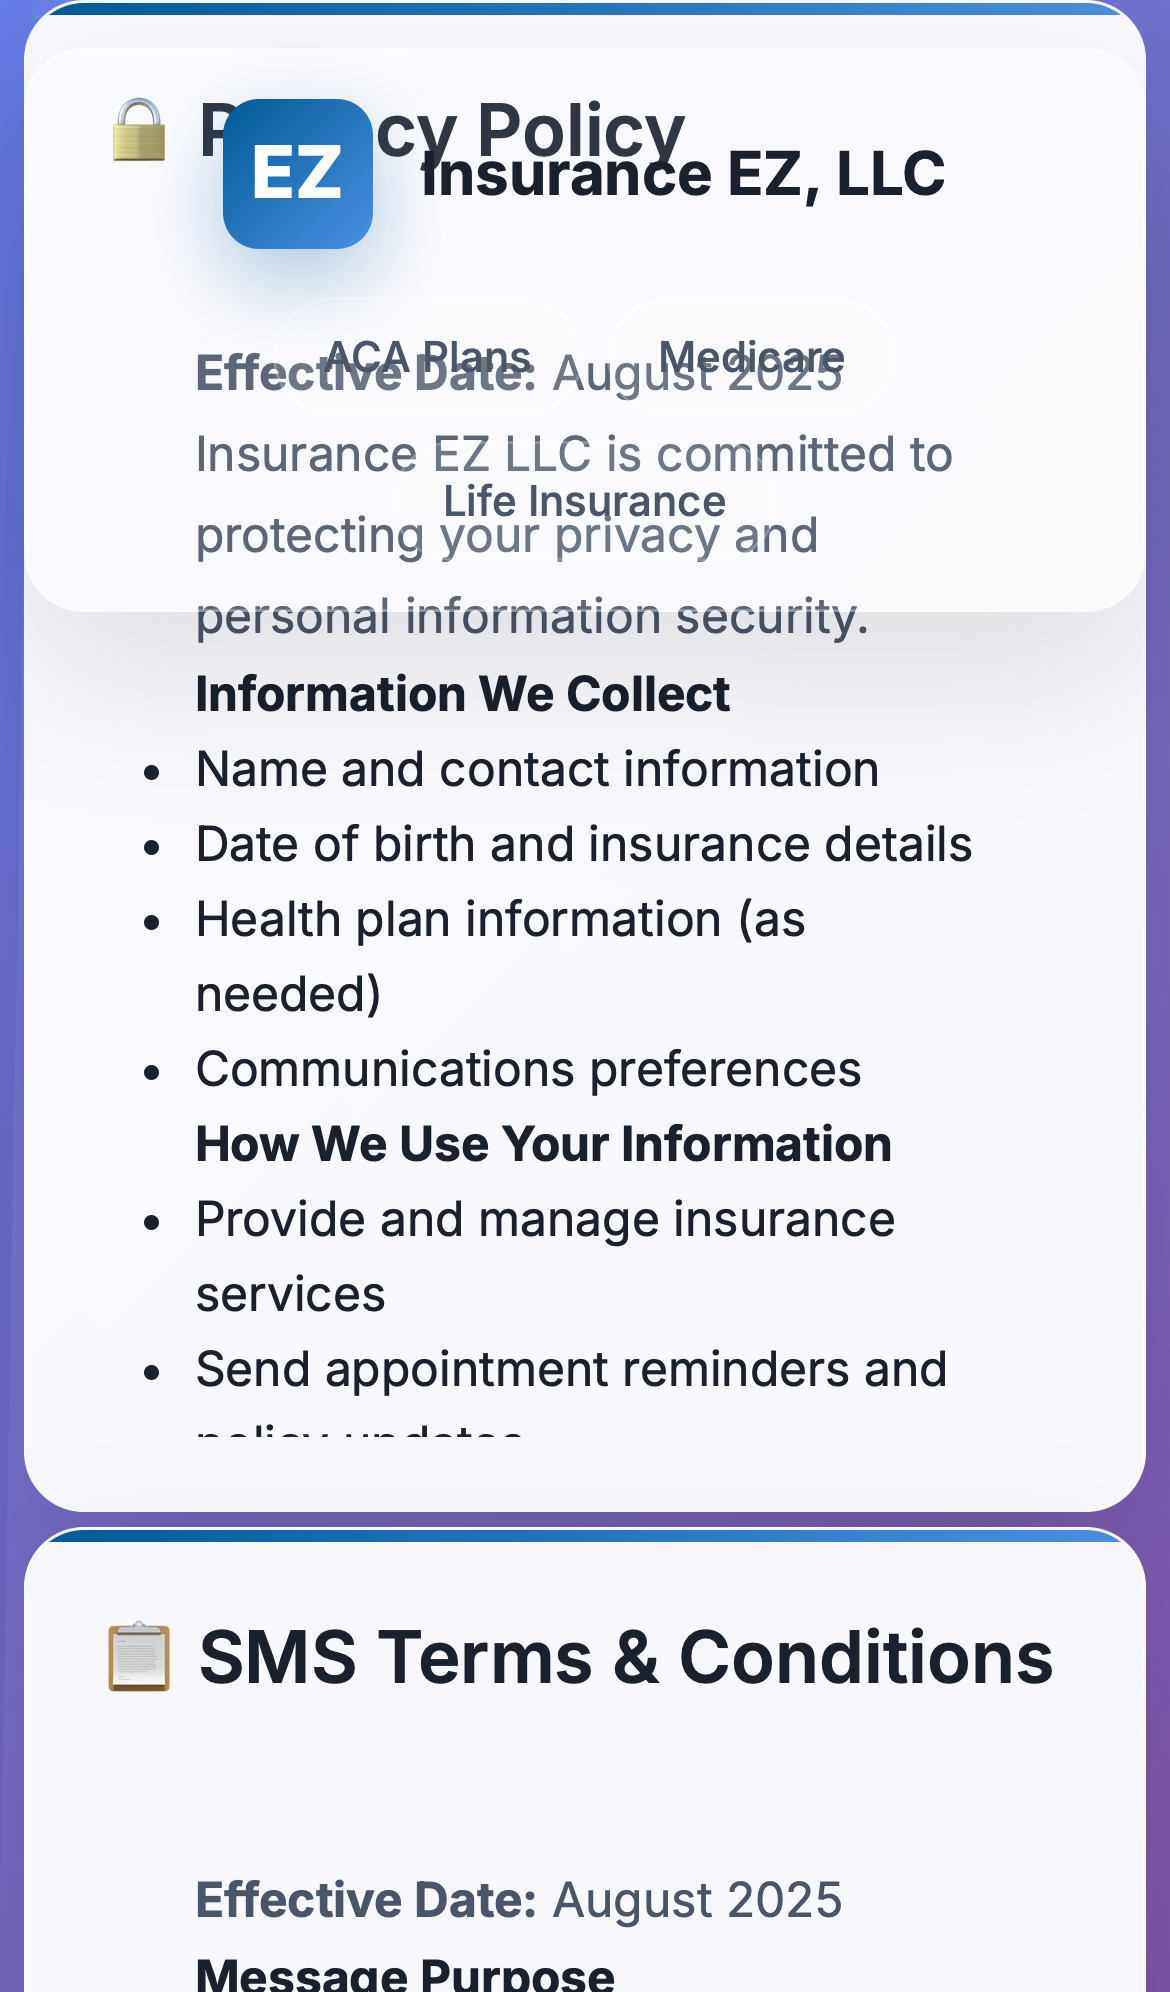 Policy
EZ
Insurance EZ, LLC
ACA Plans
Medicare
Effective Date: August 2025
Insurance EZ LLC is committed to
Life Insurance
protecting your privacy and
personal information security.
Information We Collect
• Name and contact information
• Date of birth and insurance details
• Health plan information (as
needed)
• Communications preferences
How We Use Your Information
• Provide and manage insurance
services
• Send appointment reminders and
SMS Terms & Conditions
Effective Date: August 2025
Message Purpose